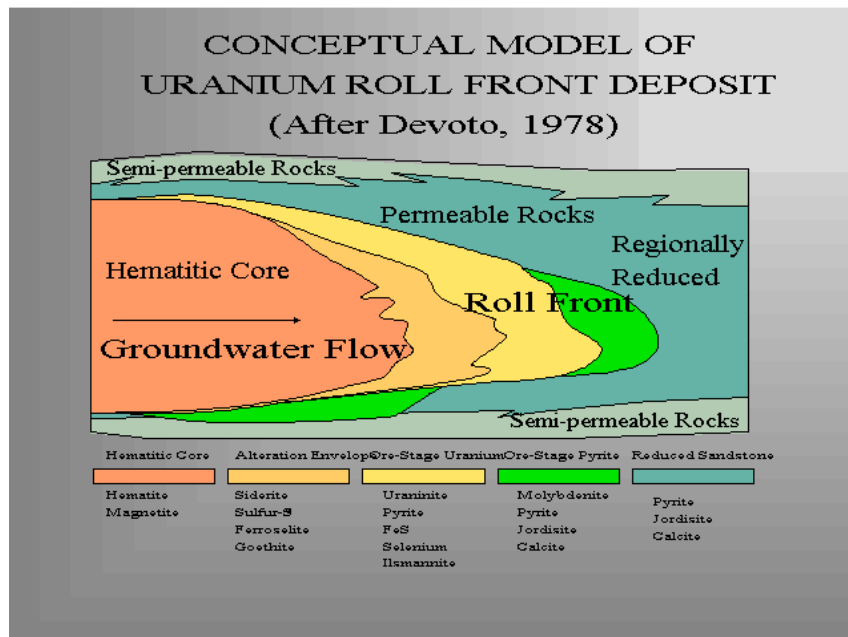 CONCEPTUAL MODEL OF
URANIUM ROLL FRONT DEPOSIT
(After Devoto, 1978)
Semi-permeable Rocks
Permeable Rocks
Regionally
Reduced
Hematitic Core
Roll Front
Groundwater Flow
Semi-permeable Rocks
Hematitic Core
Hematite
Magnetite
Alteration Envelop
Siderite
Sulfur-S
Ferroselite
Goethite
Ore-Stage Uranium
Uraninite
Pyrite
FeS
Selenium
Ilsmannite
Ore-Stage Pyrite
Molybdenite
Pyrite
Jordisite
Calcite
Reduced Sandstone
Pyrite
Jordisite
Calcite